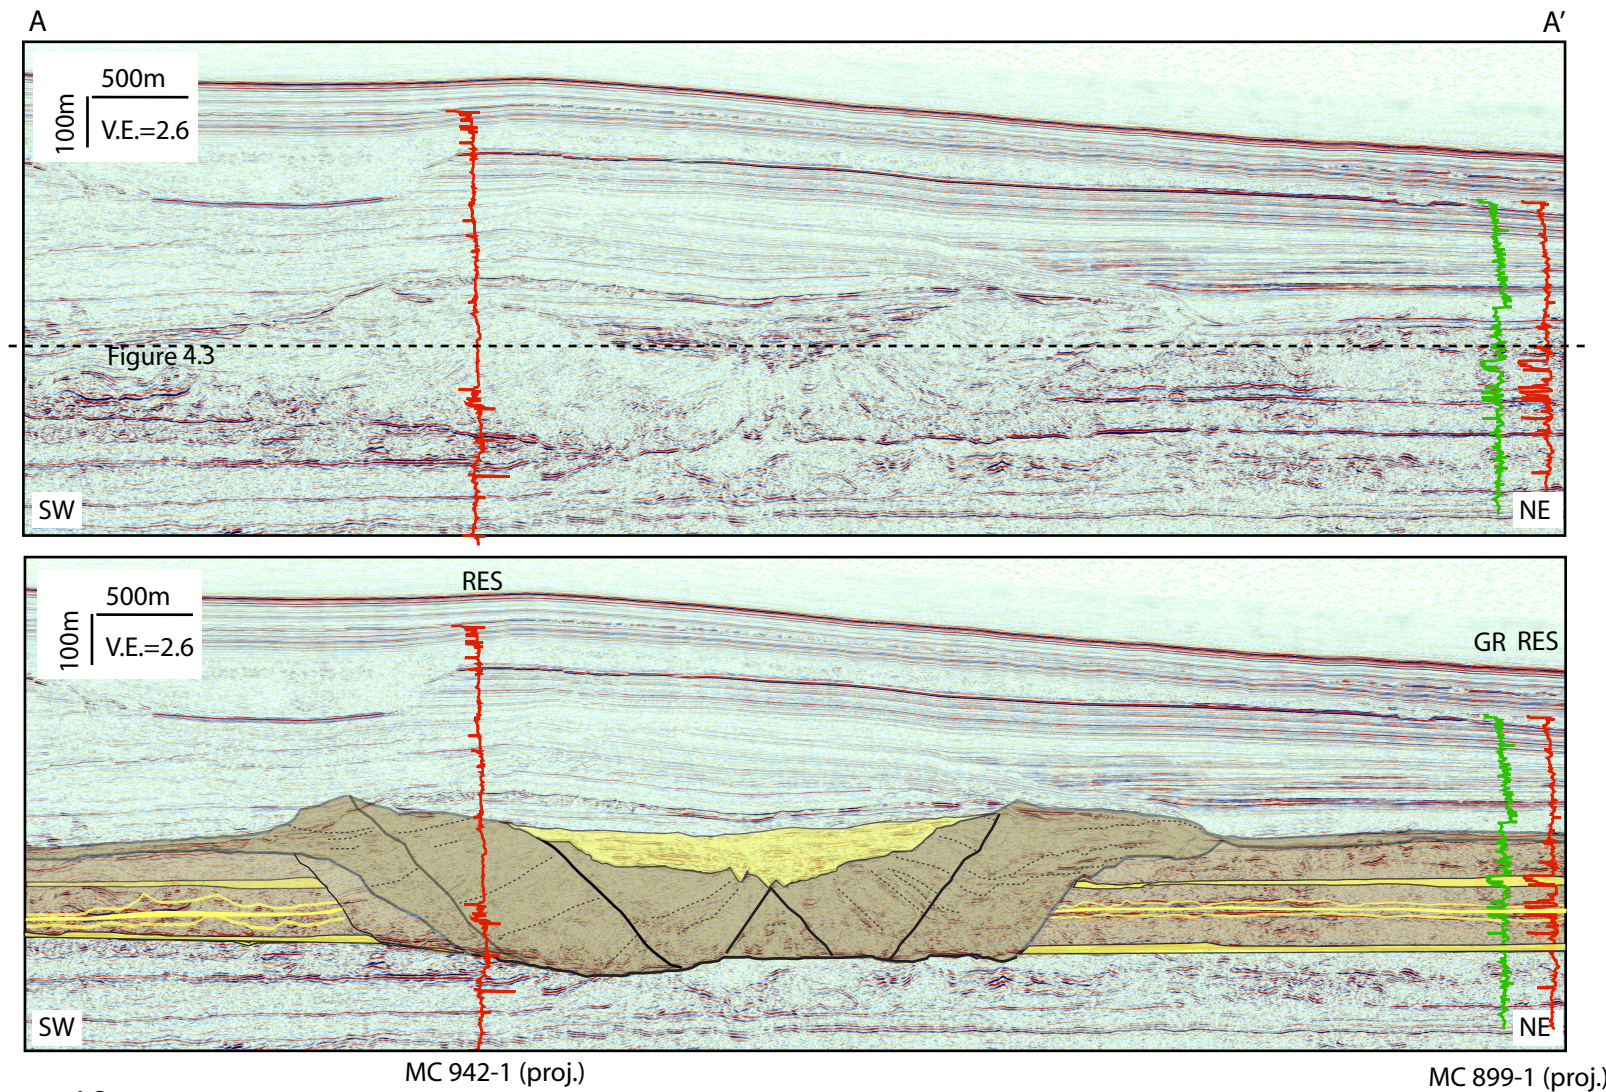 A A’
500m
100m
V.E.=2.6
Figure 4.3
SW NE
500m
100m
V.E.=2.6
RES
GR RES
SW NE
MC 942-1 (proj.)
MC 899-1 (proj.)